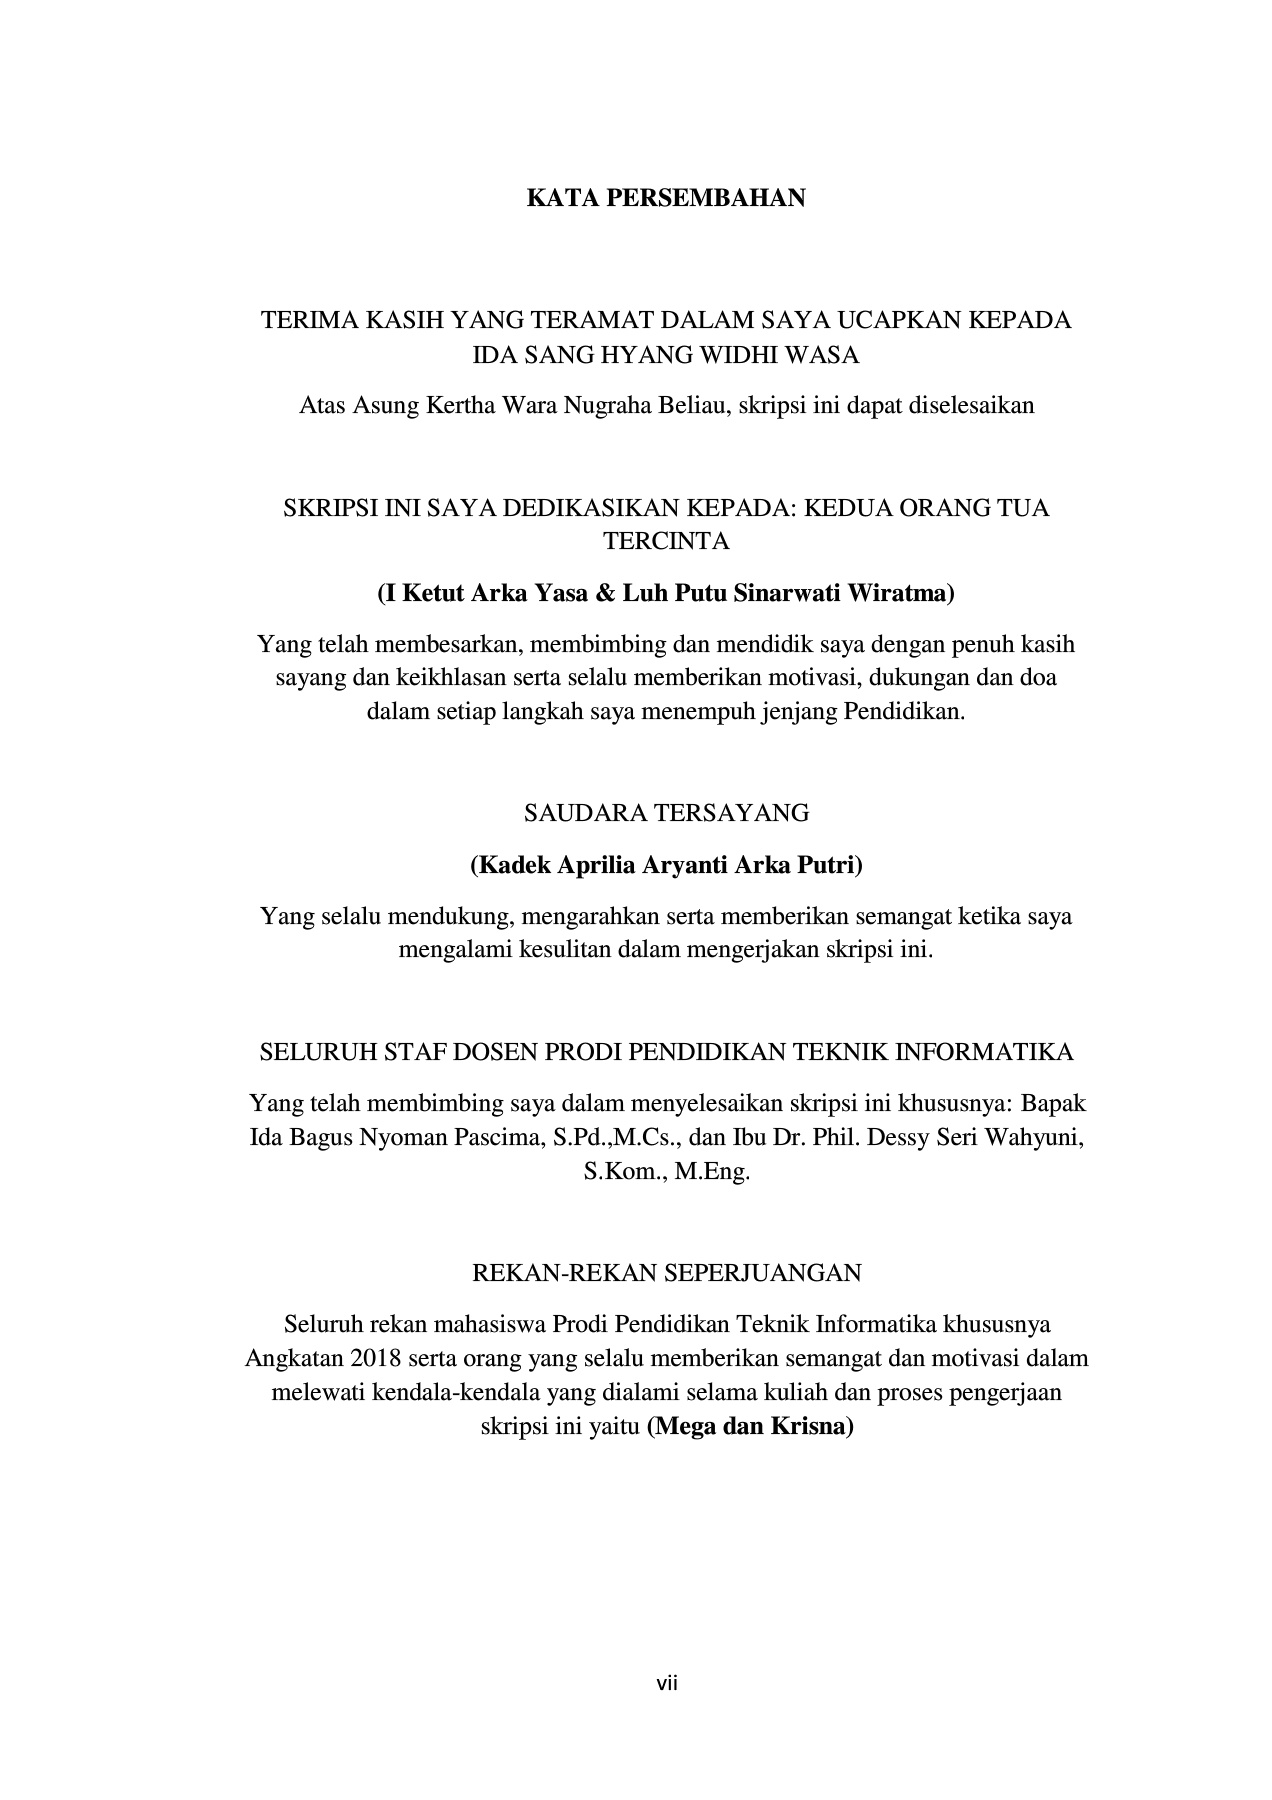 KATA PERSEMBAHAN
TERIMA KASIH YANG TERAMAT DALAM SAYA UCAPKAN KEPADA
IDA SANG HYANG WIDHI WASA
Atas Asung Kertha Wara Nugraha Beliau, skripsi ini dapat diselesaikan
SKRIPSI INI SAYA DEDIKASIKAN KEPADA: KEDUA ORANG TUA
TERCINTA
(I Ketut Arka Yasa & Luh Putu Sinarwati Wiratma)
Yang telah membesarkan, membimbing dan mendidik saya dengan penuh kasih
sayang dan keikhlasan serta selalu memberikan motivasi, dukungan dan doa
dalam setiap langkah saya menempuh jenjang Pendidikan.
SAUDARA TERSAYANG
(Kadek Aprilia Aryanti Arka Putri)
Yang selalu mendukung, mengarahkan serta memberikan semangat ketika saya
mengalami kesulitan dalam mengerjakan skripsi ini.
SELURUH STAF DOSEN PRODI PENDIDIKAN TEKNIK INFORMATIKA
Yang telah membimbing saya dalam menyelesaikan skripsi ini khususnya: Bapak
Ida Bagus Nyoman Pascima, S.Pd.,M.Cs., dan Ibu Dr. Phil. Dessy Seri Wahyuni,
S.Kom., M.Eng.
REKAN-REKAN SEPERJUANGAN
Seluruh rekan mahasiswa Prodi Pendidikan Teknik Informatika khususnya
Angkatan 2018 serta orang yang selalu memberikan semangat dan motivasi dalam
melewati kendala-kendala yang dialami selama kuliah dan proses pengerjaan
skripsi ini yaitu (Mega dan Krisna)
vii